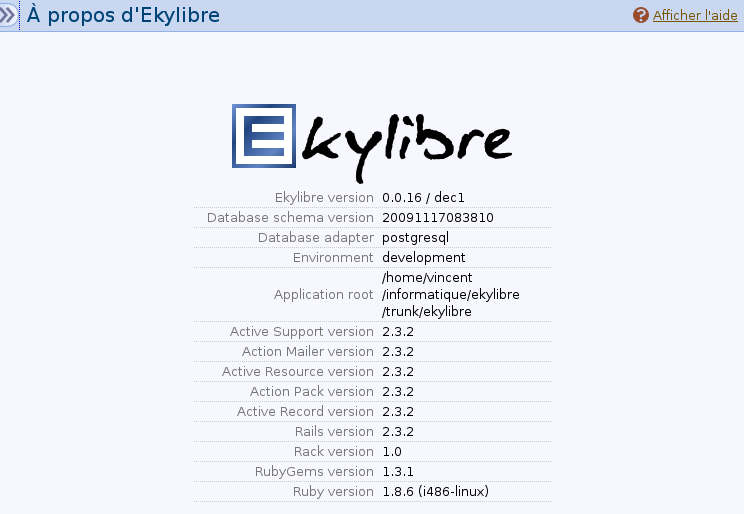 À propos d'Ekylibre
Afficher l'aide
Ekylibre
Ekylibre version 0.0.16 / dec1
Database schema version 20091117083810
Database adapter postgresql
Environment development
Application root /home/vincent
/informatique/ekylibre
/trunk/ekylibre
Active Support version 2.3.2
Action Mailer version 2.3.2
Active Resource version 2.3.2
Action Pack version 2.3.2
Active Record version 2.3.2
Rails version 2.3.2
Rack version 1.0
RubyGems version 1.3.1
Ruby version 1.8.6 (i486-linux)